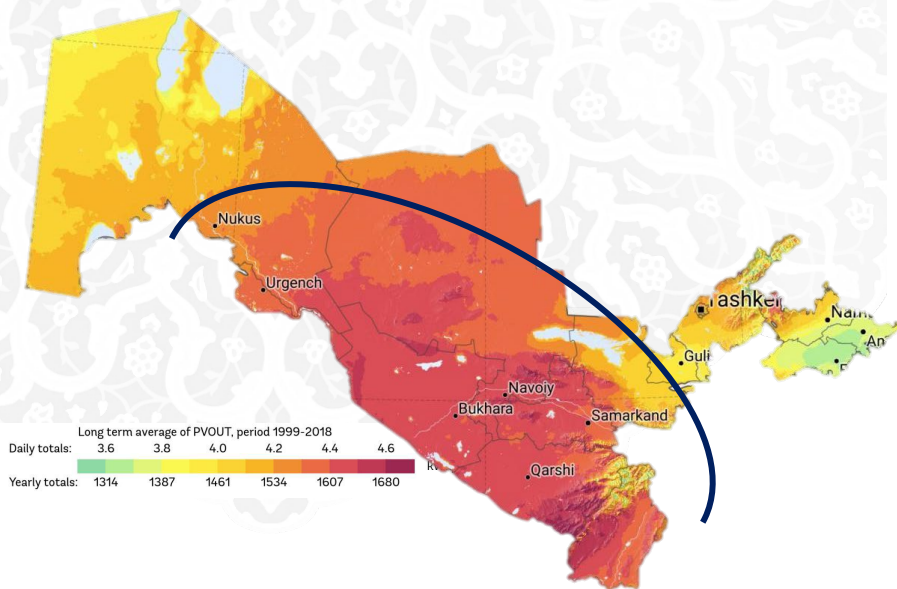 Nukus
Urgench
Guli
Navoiy
Bukhara
Samarkand
Qarshi
Long term average of PVOUT, period 1999-2018
Daily totals: 3.6 3.8 4.0 4.2 4.4 4.6
Yearly totals: 1314 1387 1461 1534 1607 1680